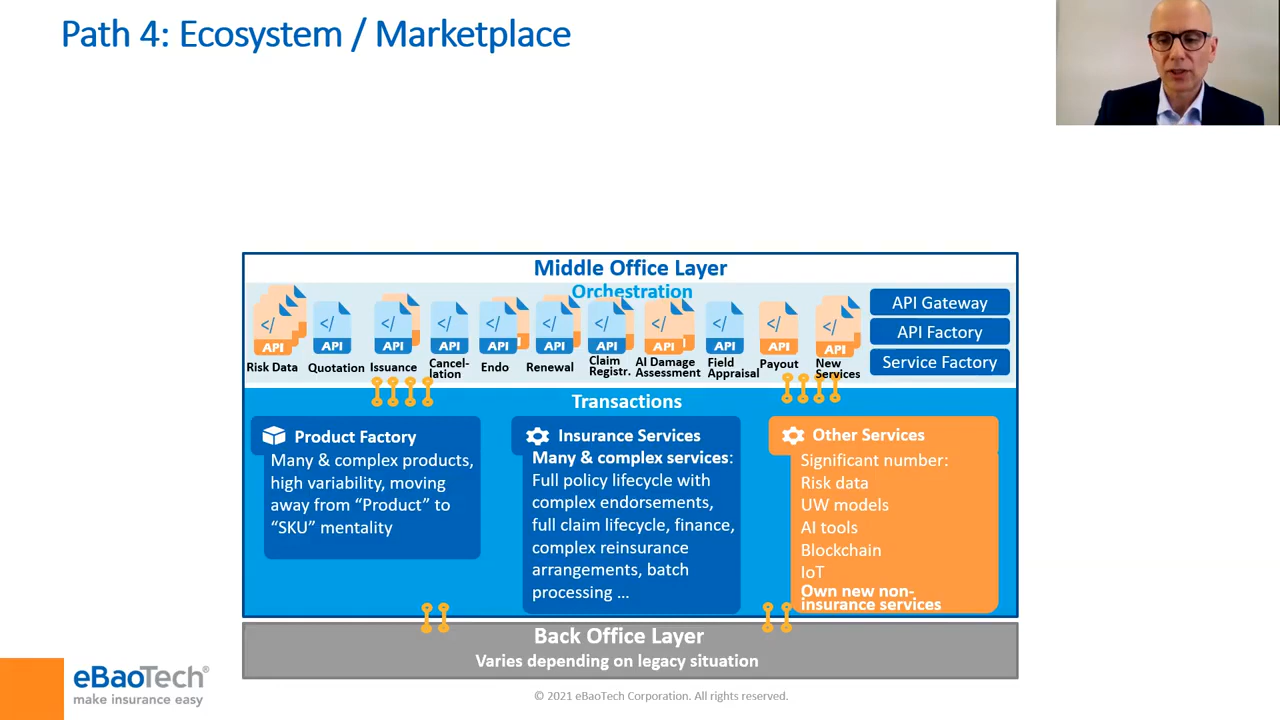 Path 4: Ecosystem / Marketplace
Middle Office Layer
Orchestration
</> API
</> API
</> API
</> API
</> API
</> API
</> API
</> API
</> API
</> API
</> API
Risk Data
Quotation
Issuance
Cancel-
lation
Endo
Renewal
Claim
Registr.
AI Damage
Assessment
Field
Appraisal
Payout
New
Services
API Gateway
API Factory
Service Factory
Transactions
Product Factory
Many & complex products,
high variability, moving
away from “Product” to
“SKU” mentality
Insurance Services
Many & complex services:
Full policy lifecycle with
complex endorsements,
full claim lifecycle, finance,
complex reinsurance
arrangements, batch
processing ...
Other Services
Significant number:
Risk data
UW models
AI tools
Blockchain
IoT
Own new non-
insurance services
Back Office Layer
Varies depending on legacy situation
eBaoTech®
make insurance easy
© 2021 eBaoTech Corporation. All rights reserved.